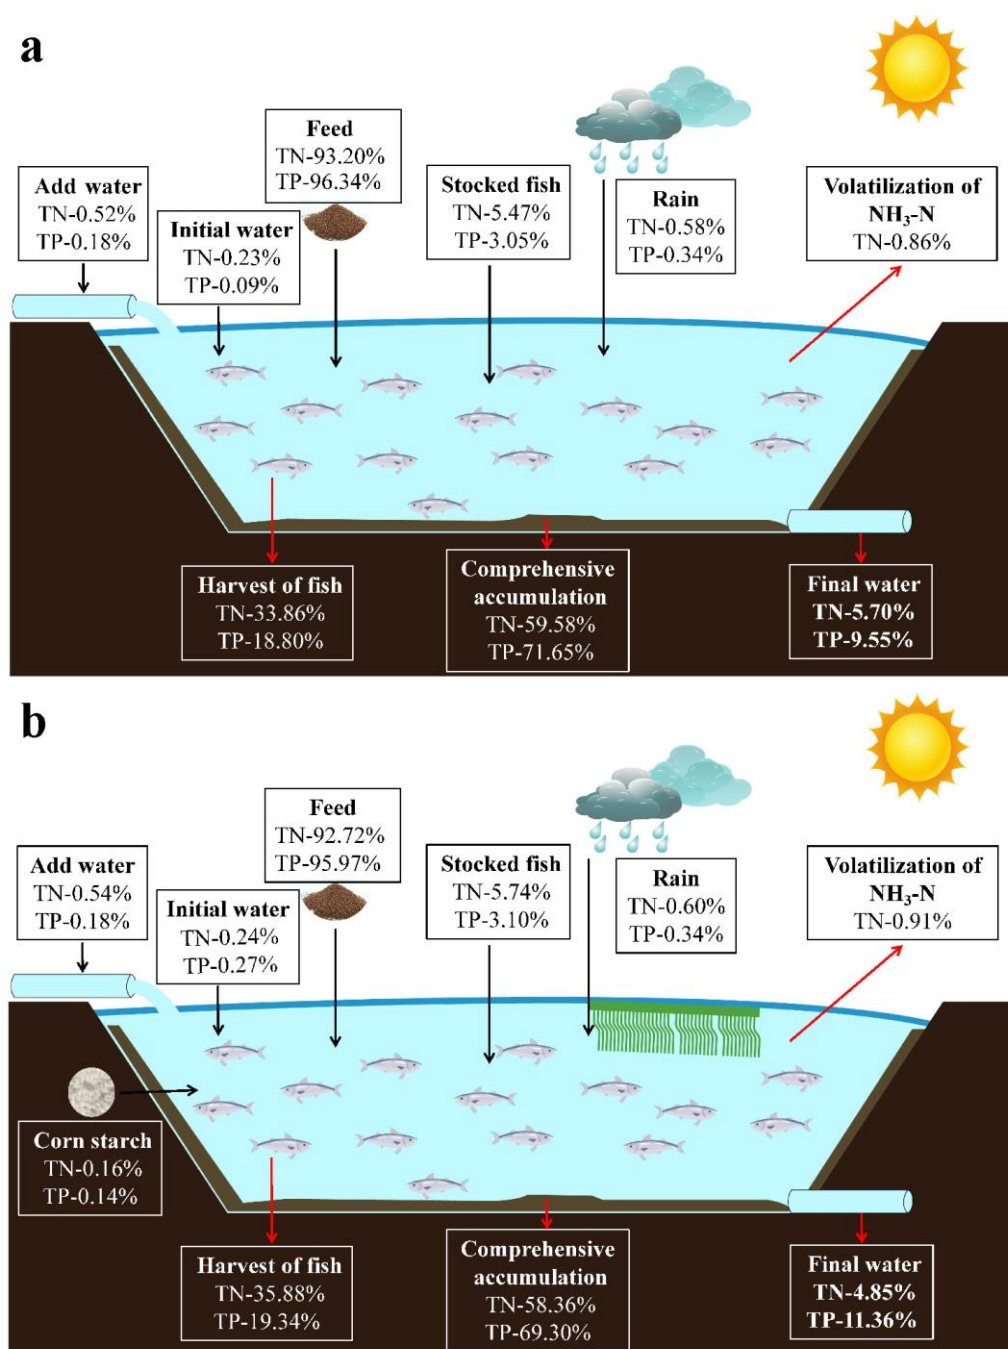 a
Feed
TN-93.20%
TP-96.34%
Add water
TN-0.52%
TP-0.18%
Initial water
TN-0.23%
TP-0.09%
Stocked fish
TN-5.47%
TP-3.05%
Rain
TN-0.58%
TP-0.34%
Volatilization of
NH₃-N
TN-0.86%
Harvest of fish
TN-33.86%
TP-18.80%
Comprehensive
accumulation
TN-59.58%
TP-71.65%
Final water
TN-5.70%
TP-9.55%
b
Feed
TN-92.72%
TP-95.97%
Add water
TN-0.54%
TP-0.18%
Initial water
TN-0.24%
TP-0.27%
Stocked fish
TN-5.74%
TP-3.10%
Rain
TN-0.60%
TP-0.34%
Volatilization of
NH₃-N
TN-0.91%
Corn starch
TN-0.16%
TP-0.14%
Harvest of fish
TN-35.88%
TP-19.34%
Comprehensive
accumulation
TN-58.36%
TP-69.30%
Final water
TN-4.85%
TP-11.36%